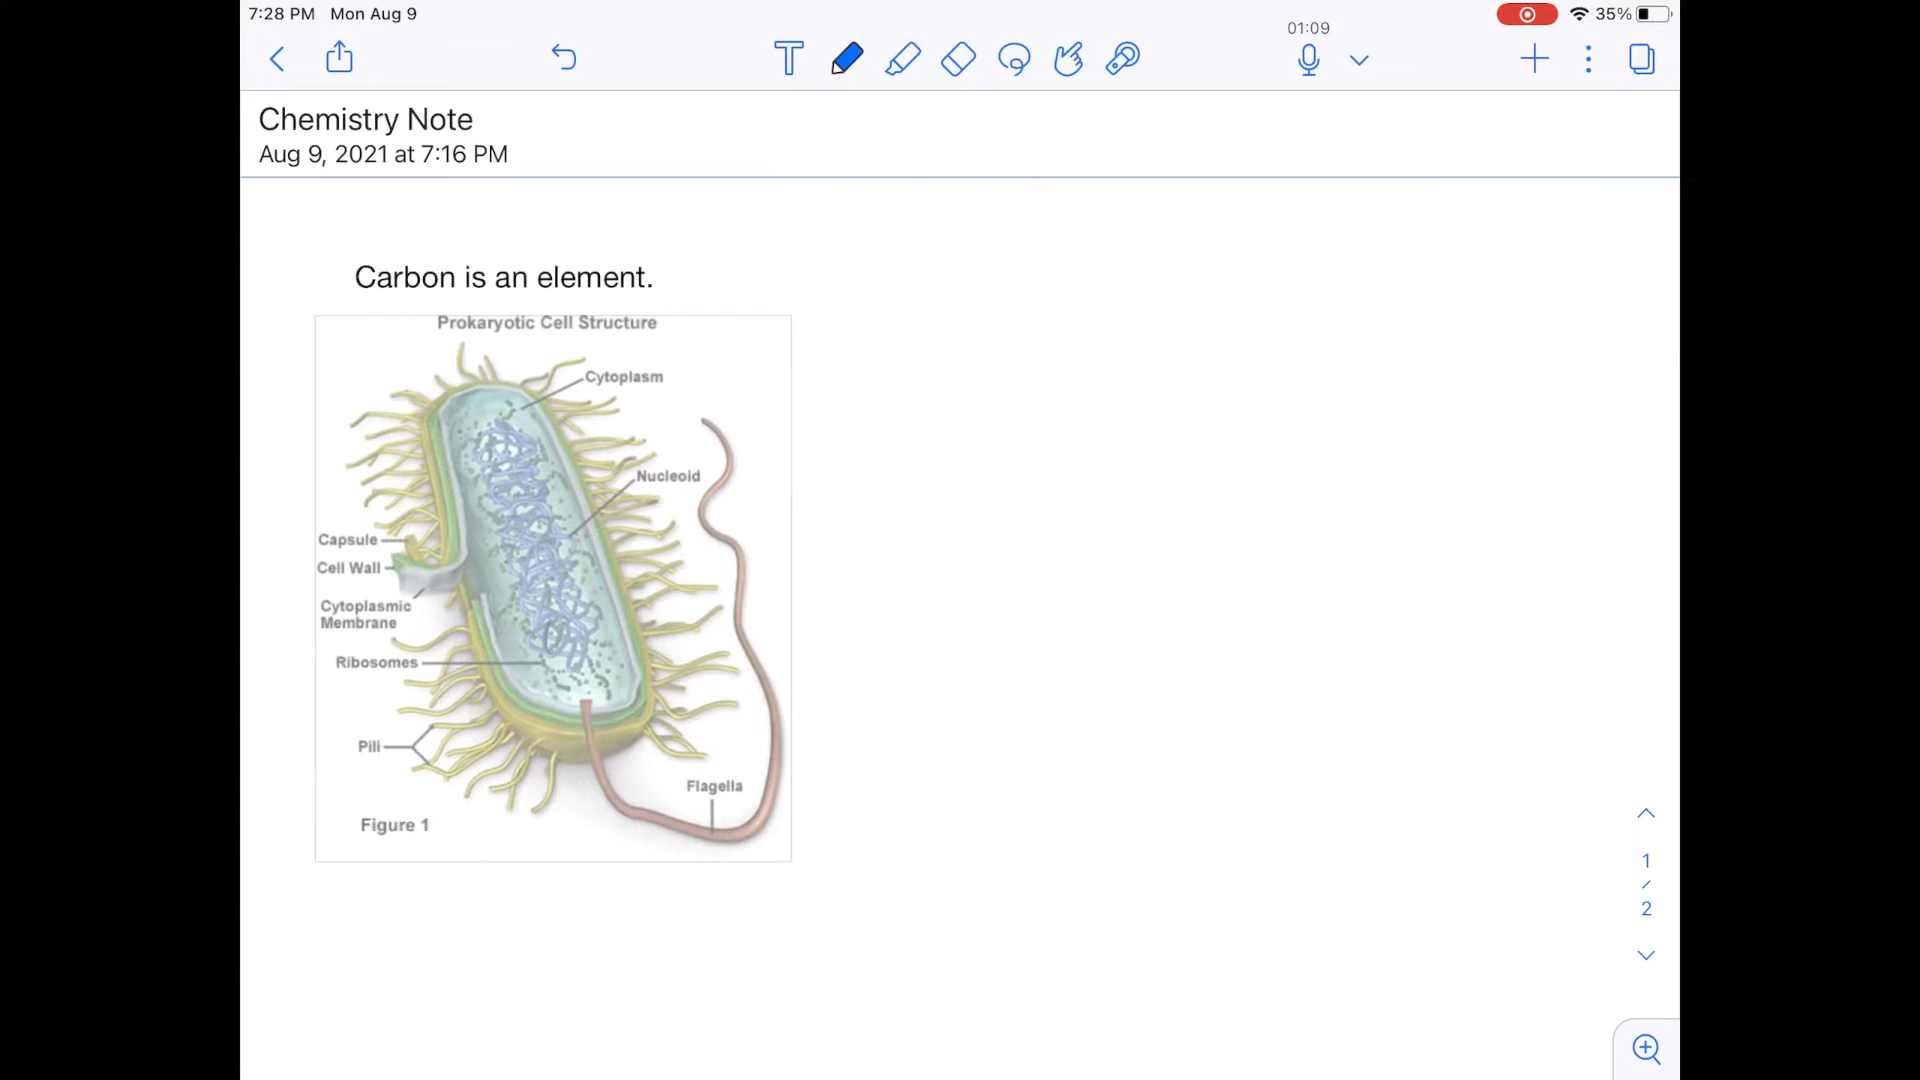 7:28 PM Mon Aug 9
35%
01:09
T
Chemistry Note
Aug 9, 2021 at 7:16 PM
Carbon is an element.
Prokaryotic Cell Structure
Cytoplasm
Nucleoid
Capsule
Cell Wall
Cytoplasmic
Membrane
Ribosomes
Pili
Flagella
Figure 1
1
/
2